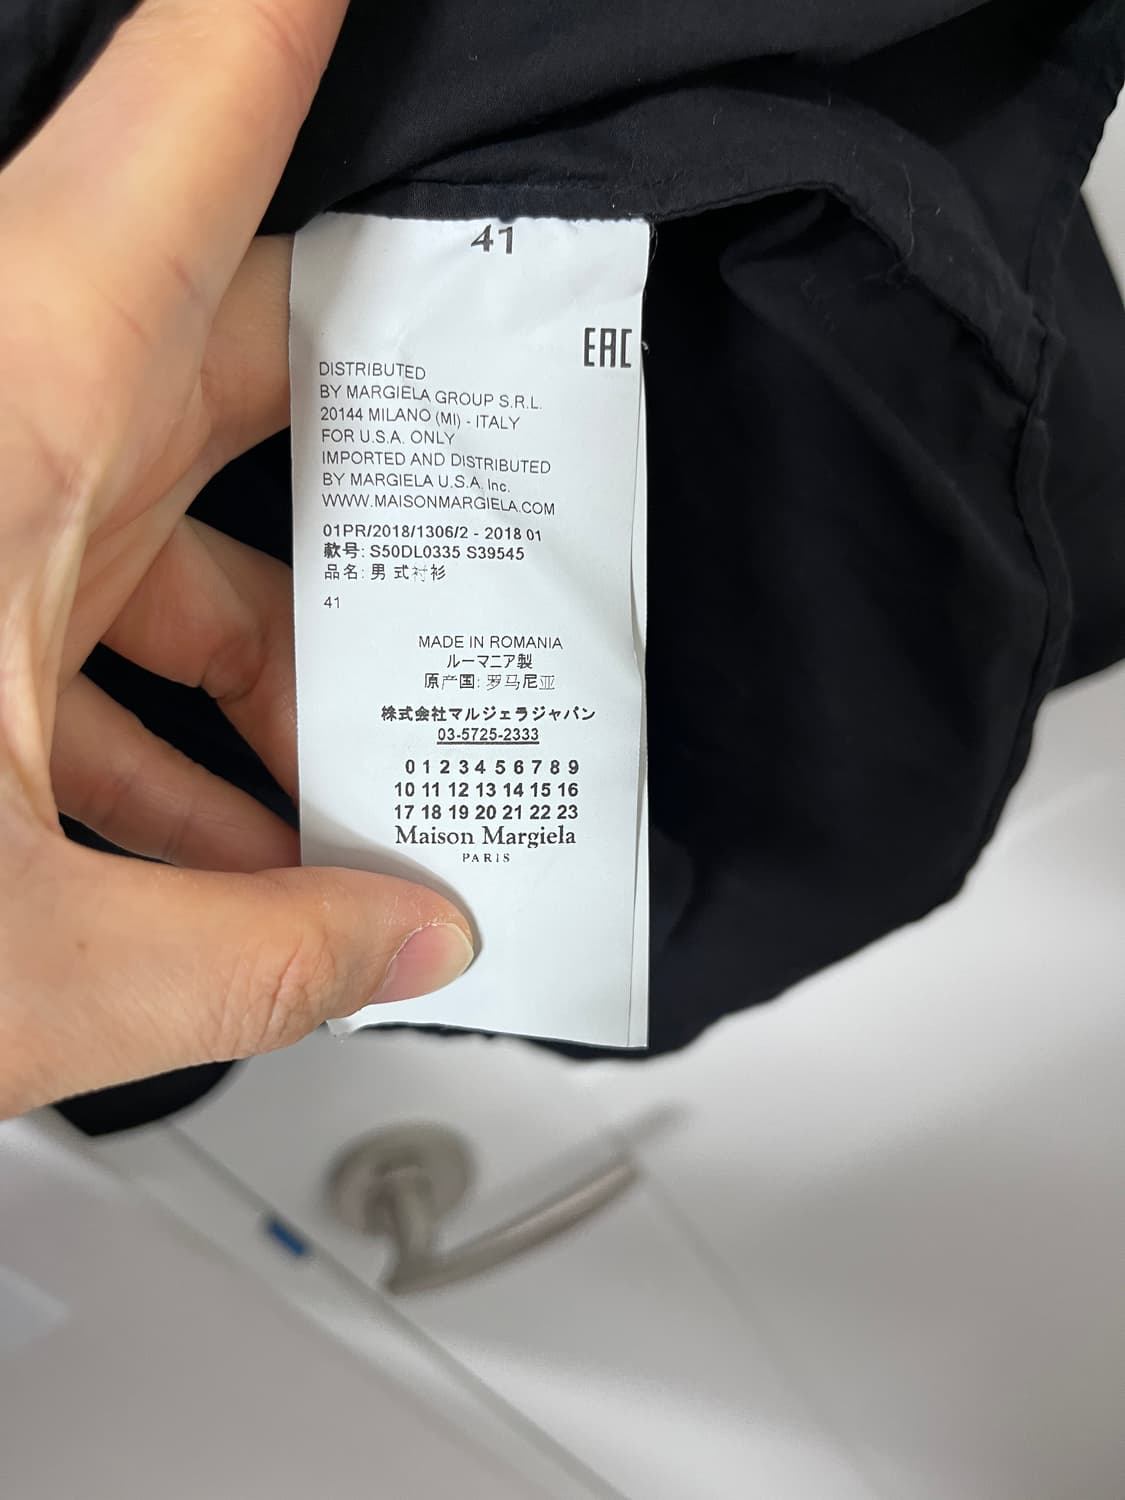 41
EAC
DISTRIBUTED
BY MARGIELA GROUP S.R.L.
20144 MILANO (MI) - ITALY
FOR U.S.A. ONLY
IMPORTED AND DISTRIBUTED
BY MARGIELA U.S.A. Inc.
WWW.MAISONMARGIELA.COM
01PR/2018/1306/2 - 2018 01
款号: S50DL0335 S39545
品名: 男 式衬衫
41
MADE IN ROMANIA
ルーマニア製
原产国: 罗马尼亚
株式会社マルジェラジャパン
03-5725-2333
0 1 2 3 4 5 6 7 8 9
10 11 12 13 14 15 16
17 18 19 20 21 22 23
Maison Margiela
PARIS